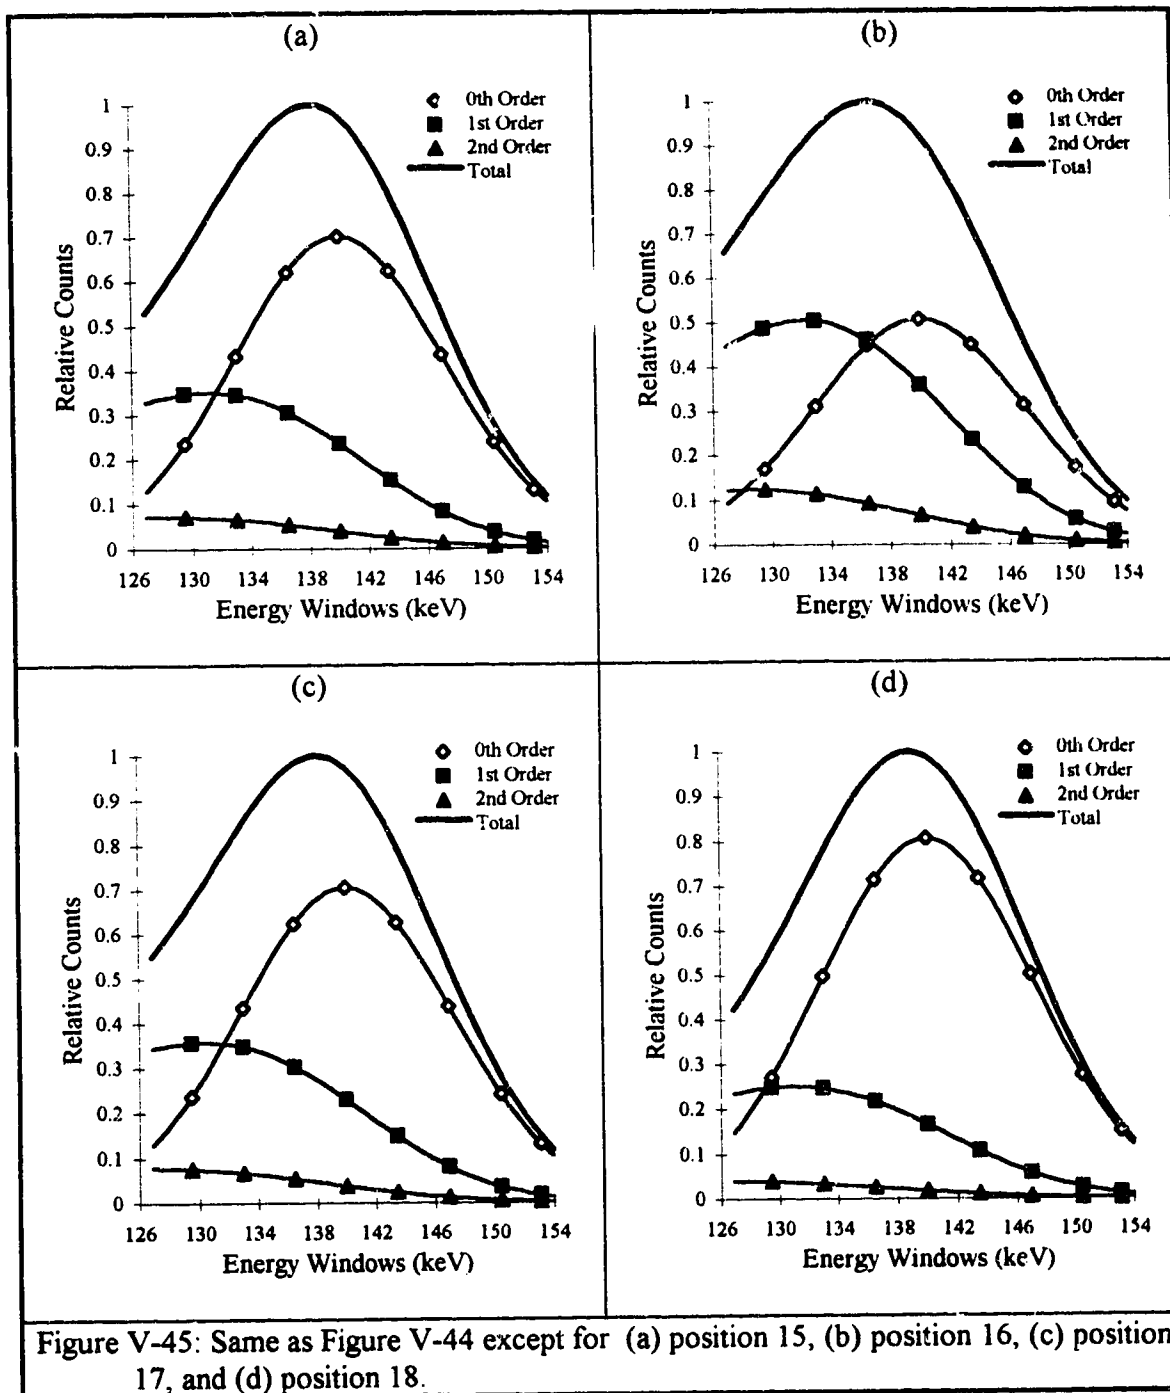 (a)
0th Order
1st Order
2nd Order
Total
1
0.9
0.8
0.7
0.6
0.5
0.4
0.3
0.2
0.1
0
Relative Counts
126 130 134 138 142 146 150 154
Energy Windows (keV)
(b)
0th Order
1st Order
2nd Order
Total
1
0.9
0.8
0.7
0.6
0.5
0.4
0.3
0.2
0.1
0
Relative Counts
126 130 134 138 142 146 150 154
Energy Windows (keV)
(c)
0th Order
1st Order
2nd Order
Total
1
0.9
0.8
0.7
0.6
0.5
0.4
0.3
0.2
0.1
0
Relative Counts
126 130 134 138 142 146 150 154
Energy Windows (keV)
(d)
0th Order
1st Order
2nd Order
Total
1
0.9
0.8
0.7
0.6
0.5
0.4
0.3
0.2
0.1
0
Relative Counts
126 130 134 138 142 146 150 154
Energy Windows (keV)
Figure V-45: Same as Figure V-44 except for (a) position 15, (b) position 16, (c) position
17, and (d) position 18.